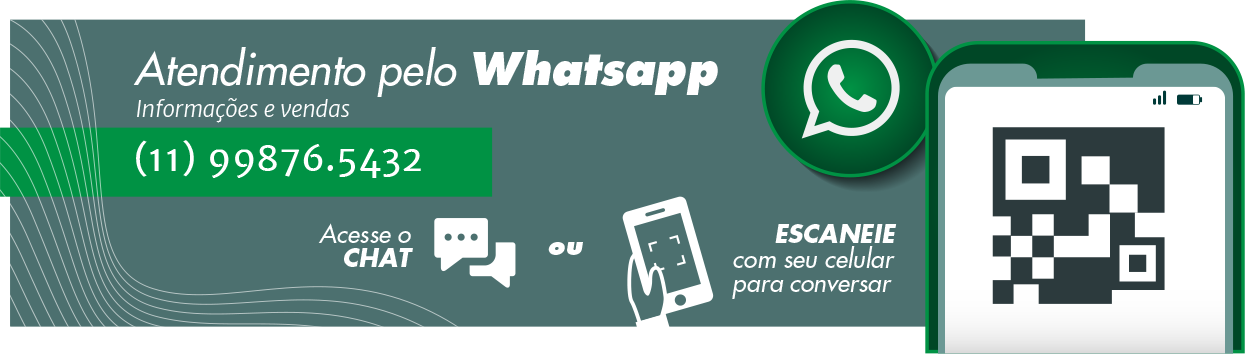 Atendimento pelo Whatsapp
Informações e vendas
(11) 99876.5432
Acesse o
CHAT
ou
ESCANEIE
com seu celular
para conversar